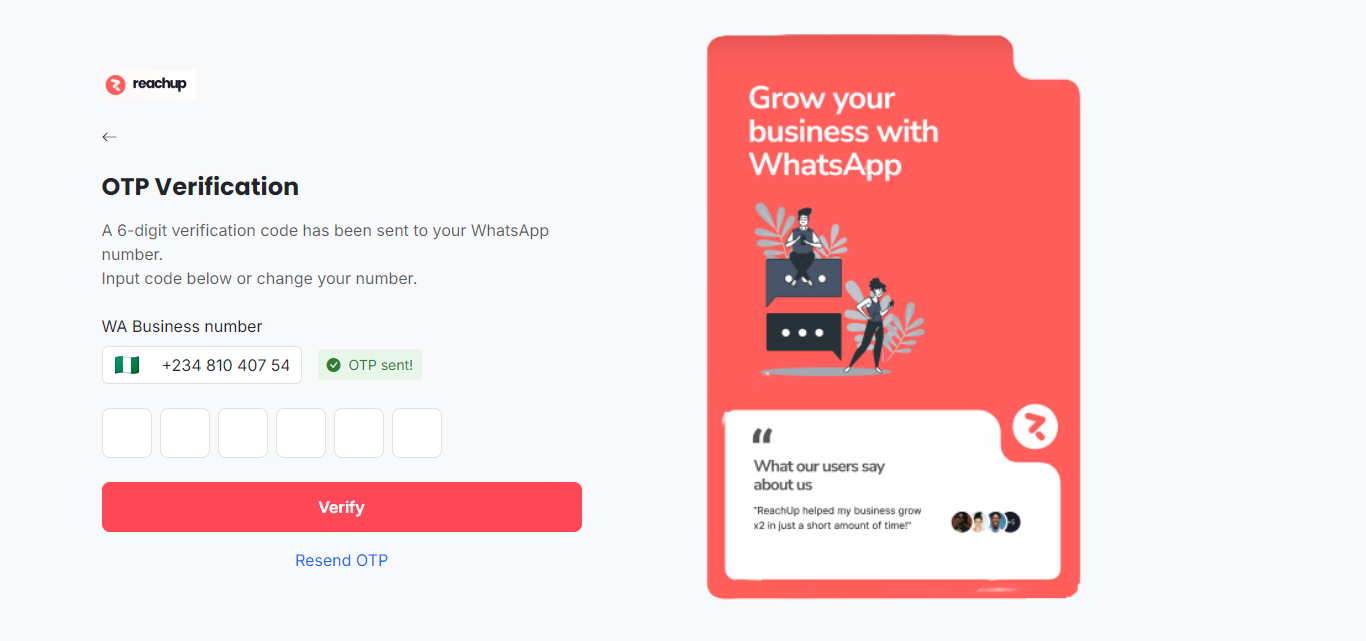 reachup
OTP Verification
A 6-digit verification code has been sent to your WhatsApp
number.
Input code below or change your number.
WA Business number
+234 810 407 54
OTP sent!
Verify
Resend OTP
Grow your
business with
WhatsApp
What our users say
about us
"ReachUp helped my business grow
x2 in just a short amount of time!"